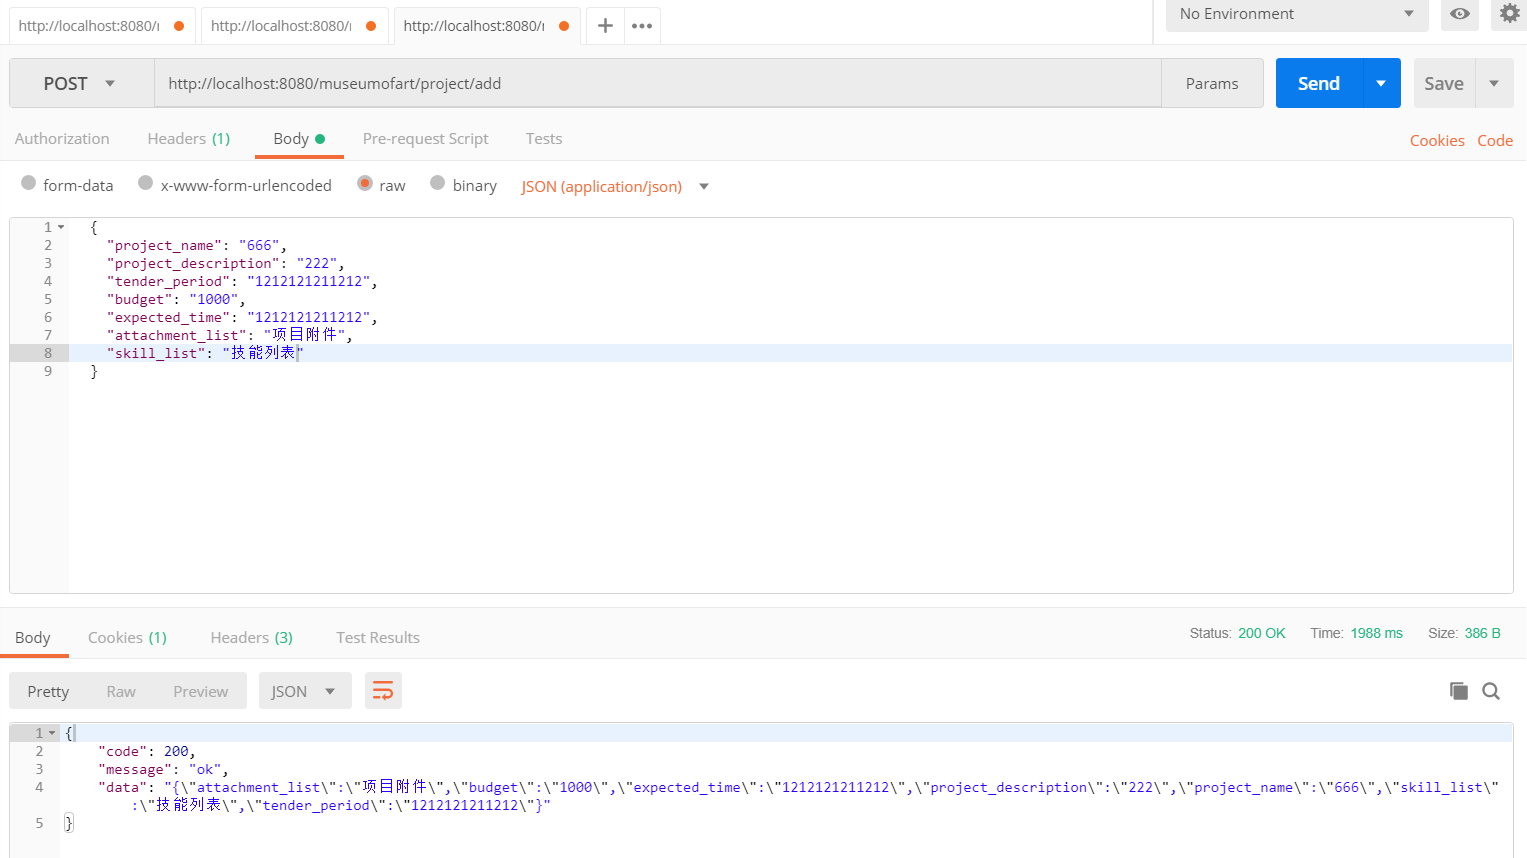 http://localhost:8080/r http://localhost:8080/r http://localhost:8080/r No Environment
POST http://localhost:8080/museumofart/project/add Params Send Save
Authorization Headers (1) Body Pre-request Script Tests Cookies Code
form-data x-www-form-urlencoded raw binary JSON (application/json)
1 {
2 "project_name": "666",
3 "project_description": "222",
4 "tender_period": "1212121211212",
5 "budget": "1000",
6 "expected_time": "1212121211212",
7 "attachment_list": "项目附件",
8 "skill_list": "技能列表"
9 }
Body Cookies (1) Headers (3) Test Results Status: 200 OK Time: 1988 ms Size: 386 B
Pretty Raw Preview JSON
1 {
2 "code": 200,
3 "message": "ok",
4 "data": "{\"attachment_list\":\"项目附件\",\"budget\":\"1000\",\"expected_time\":\"1212121211212\",\"project_description\":\"222\",\"project_name\":\"666\",\"skill_list\"
:\"技能列表\",\"tender_period\":\"1212121211212\"}"
5 }